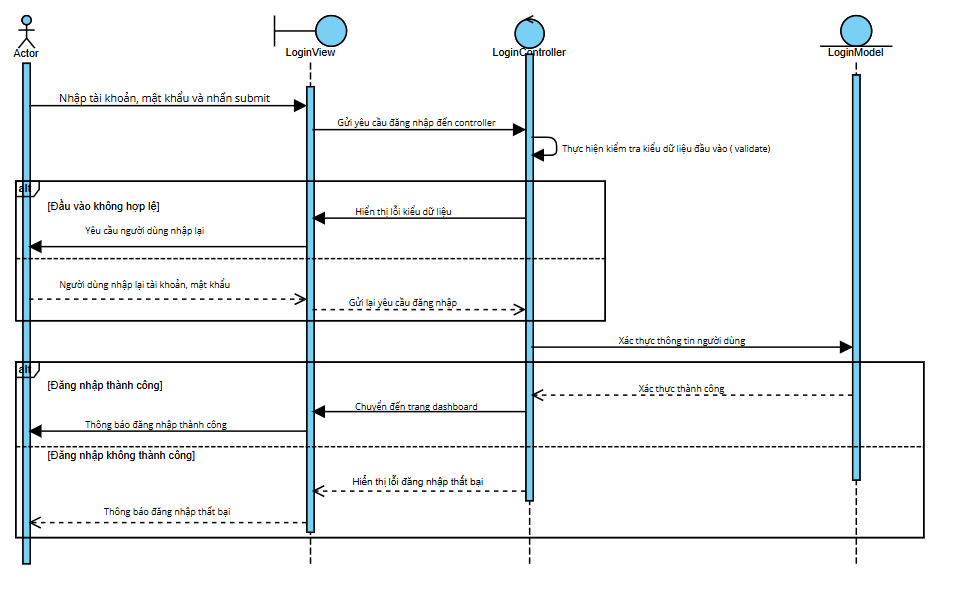 Actor
LoginView
LoginController
LoginModel
Nhập tài khoản, mật khẩu và nhấn submit
Gửi yêu cầu đăng nhập đến controller
Thực hiện kiểm tra kiểu dữ liệu đầu vào ( validate)
alt
[Đầu vào không hợp lệ]
Hiển thị lỗi kiểu dữ liệu
Yêu cầu người dùng nhập lại
Người dùng nhập lại tài khoản, mật khẩu
Gửi lại yêu cầu đăng nhập
Xác thực thông tin người dùng
alt
[Đăng nhập thành công]
Xác thực thành công
Chuyển đến trang dashboard
Thông báo đăng nhập thành công
[Đăng nhập không thành công]
Hiển thị lỗi đăng nhập thất bại
Thông báo đăng nhập thất bại